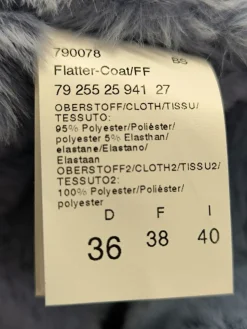 790078
BS
Flatter-Coat/FF
79 255 25 941 27
OBERSTOFF/CLOTH/TISSU/
TESSUTO:
95% Polyester/Poliéster/
polyester 5% Elasthan/
elastane/Elastano/
Elastaan
OBERSTOFF2/CLOTH2/TISSU2/
TESSUTO2:
100% Polyester/Poliéster/
polyester
D F I
36 38 40